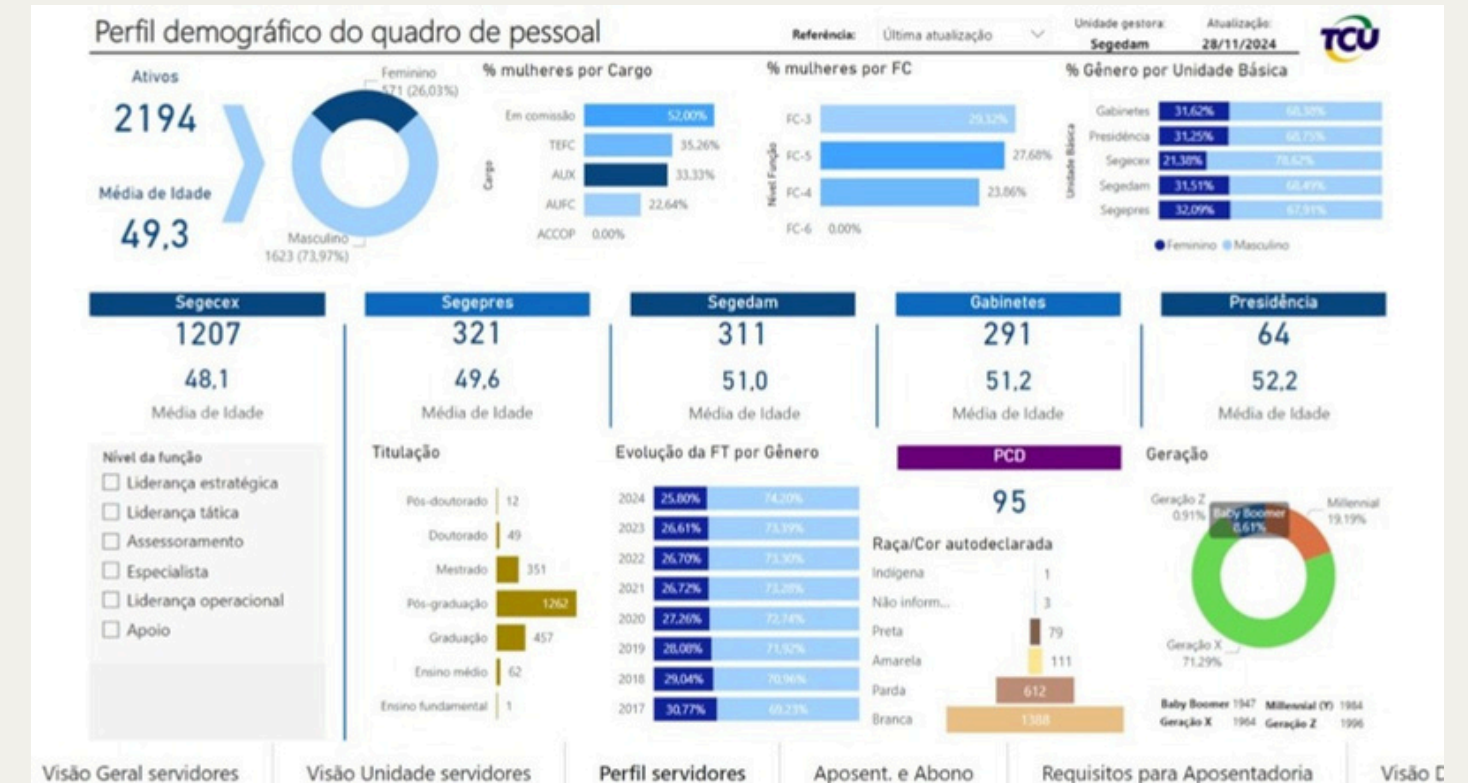 Perfil demográfico do quadro de pessoal
Referência: Última atualização
Unidade gestora:
Segedam
Atualização:
28/11/2024
TCU
Ativos
2194
Média de Idade
49,3
Feminino
571 (26,03%)
Masculino
1623 (73,97%)
% mulheres por Cargo
Cargo
Em comissão 52,00%
TEFC 35,26%
AUX 33,33%
AUFC 22,64%
ACCOP 0.00%
% mulheres por FC
Nível Função
FC-3 29,32%
FC-5 27,68%
FC-4 23,86%
FC-6 0.00%
% Gênero por Unidade Básica
Unidade Básica
Gabinetes 31,62% 68,38%
Presidência 31,25% 68,75%
Segecex 21,38% 78,62%
Segedam 31,51% 68,49%
Segepres 32,09% 67,91%
Feminino Masculino
Segecex
1207
48,1
Média de Idade
Segepres
321
49,6
Média de Idade
Segedam
311
51,0
Média de Idade
Gabinetes
291
51,2
Média de Idade
Presidência
64
52,2
Média de Idade
Nível da função
Liderança estratégica
Liderança tática
Assessoramento
Especialista
Liderança operacional
Apoio
Titulação
Pós-doutorado 12
Doutorado 49
Mestrado 351
Pós-graduação 1262
Graduação 457
Ensino médio 62
Ensino fundamental 1
Evolução da FT por Gênero
2024 25,80% 74,20%
2023 26,61% 73,39%
2022 26,70% 73,30%
2021 26,72% 73,28%
2020 27,26% 72,74%
2019 28,08% 71,92%
2018 29,04% 70,96%
2017 30,77% 69,23%
PCD
95
Raça/Cor autodeclarada
Indígena 1
Não inform... 3
Preta 79
Amarela 111
Parda 612
Branca 1388
Geração
Geração Z
0.91%
Baby Boomer
8,61%
Millennial
19.19%
Geração X
71.29%
Baby Boomer 1947 Millennial (Y) 1984
Geração X 1964 Geração Z 1996
Visão Geral servidores
Visão Unidade servidores
Perfil servidores
Aposent. e Abono
Requisitos para Aposentadoria
Visão D